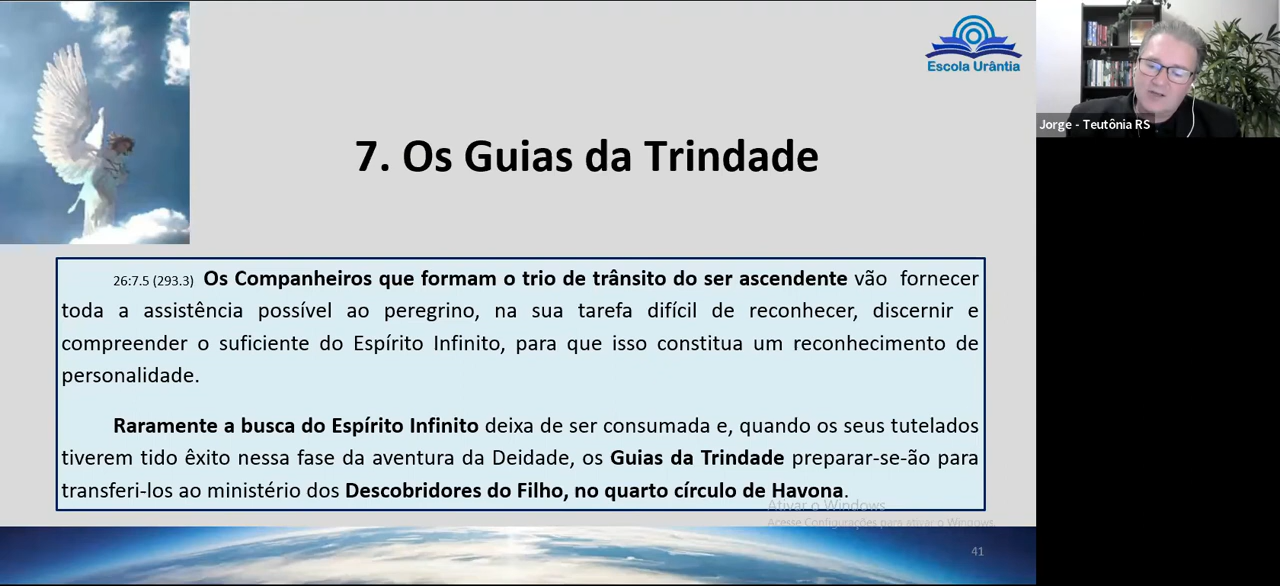 Escola Urântia
Jorge - Teutônia RS
7. Os Guias da Trindade
26:7.5 (293.3) Os Companheiros que formam o trio de trânsito do ser ascendente vão fornecer
toda a assistência possível ao peregrino, na sua tarefa difícil de reconhecer, discernir e
compreender o suficiente do Espírito Infinito, para que isso constitua um reconhecimento de
personalidade.
Raramente a busca do Espírito Infinito deixa de ser consumada e, quando os seus tutelados
tiverem tido êxito nessa fase da aventura da Deidade, os Guias da Trindade preparar-se-ão para
transferi-los ao ministério dos Descobridores do Filho, no quarto círculo de Havona.
Ativar o Windows
Acesse Configurações para ativar o Windows.
41